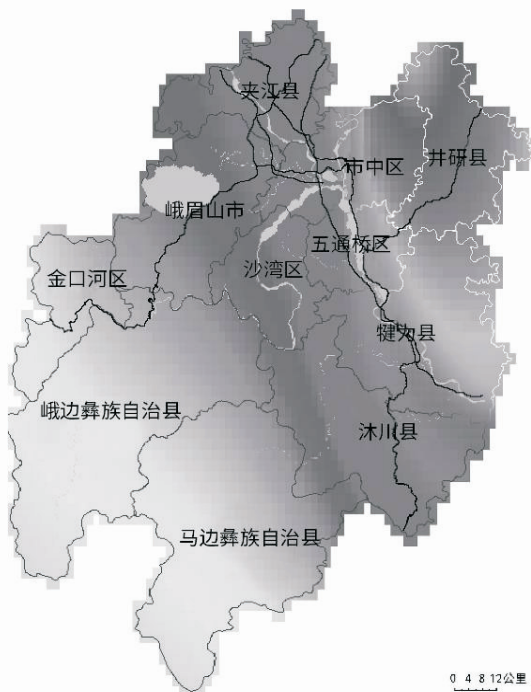 夹江县
市中区
井研县
峨眉山市
五通桥区
金口河区
沙湾区
犍为县
峨边彝族自治县
沐川县
马边彝族自治县
0 4 8 12公里